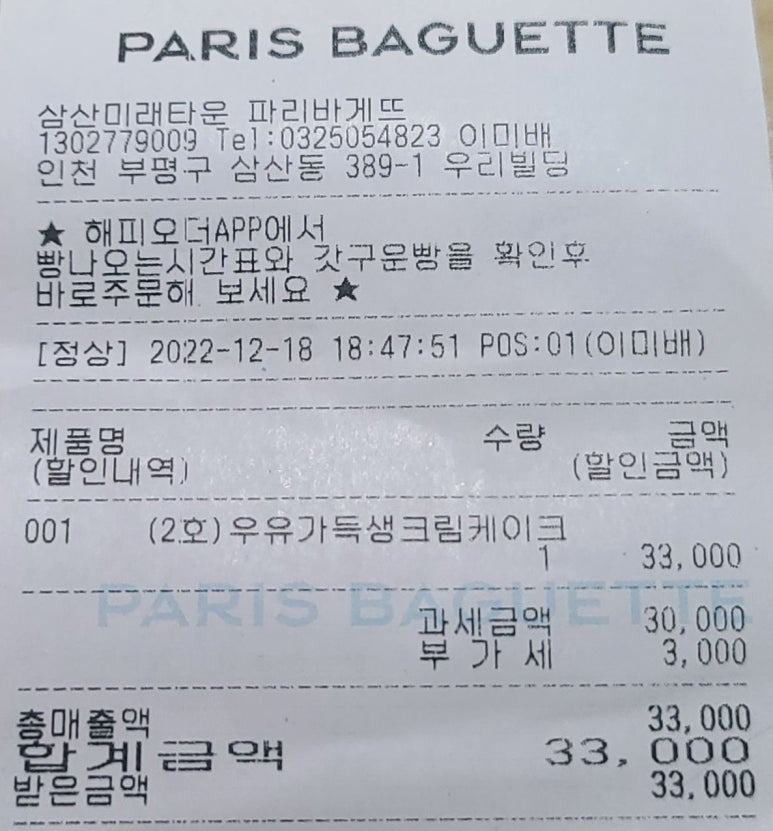 PARIS BAGUETTE
삼산미래타운 파리바게뜨
1302779009 Tel:0325054823 이미배
인천 부평구 삼산동 389-1 우리빌딩
★ 해피오더APP에서
빵나오는시간표와 갓구운빵을 확인후
바로주문해 보세요 ★
[정상] 2022-12-18 18:47:51 POS:01(이미배)
제품명 수량 금액
(할인내역) (할인금액)
001 (2호)우유가득생크림케이크
1 33,000
PARIS BAGUETTE
과세금액 30,000
부 가 세 3,000
총매출액 33,000
합계금액 33,000
받은금액 33,000